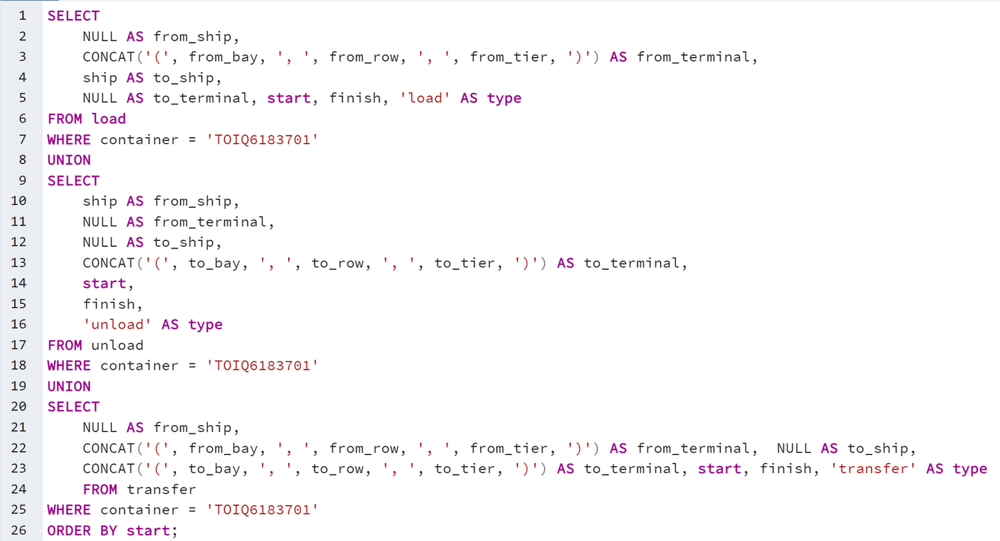 1 SELECT
2 NULL AS from_ship,
3 CONCAT('(', from_bay, ', ', from_row, ', ', from_tier, ')') AS from_terminal,
4 ship AS to_ship,
5 NULL AS to_terminal, start, finish, 'load' AS type
6 FROM load
7 WHERE container = 'TOIQ6183701'
8 UNION
9 SELECT
10 ship AS from_ship,
11 NULL AS from_terminal,
12 NULL AS to_ship,
13 CONCAT('(', to_bay, ', ', to_row, ', ', to_tier, ')') AS to_terminal,
14 start,
15 finish,
16 'unload' AS type
17 FROM unload
18 WHERE container = 'TOIQ6183701'
19 UNION
20 SELECT
21 NULL AS from_ship,
22 CONCAT('(', from_bay, ', ', from_row, ', ', from_tier, ')') AS from_terminal,  NULL AS to_ship,
23 CONCAT('(', to_bay, ', ', to_row, ', ', to_tier, ')') AS to_terminal, start, finish, 'transfer' AS type
24 FROM transfer
25 WHERE container = 'TOIQ6183701'
26 ORDER BY start;